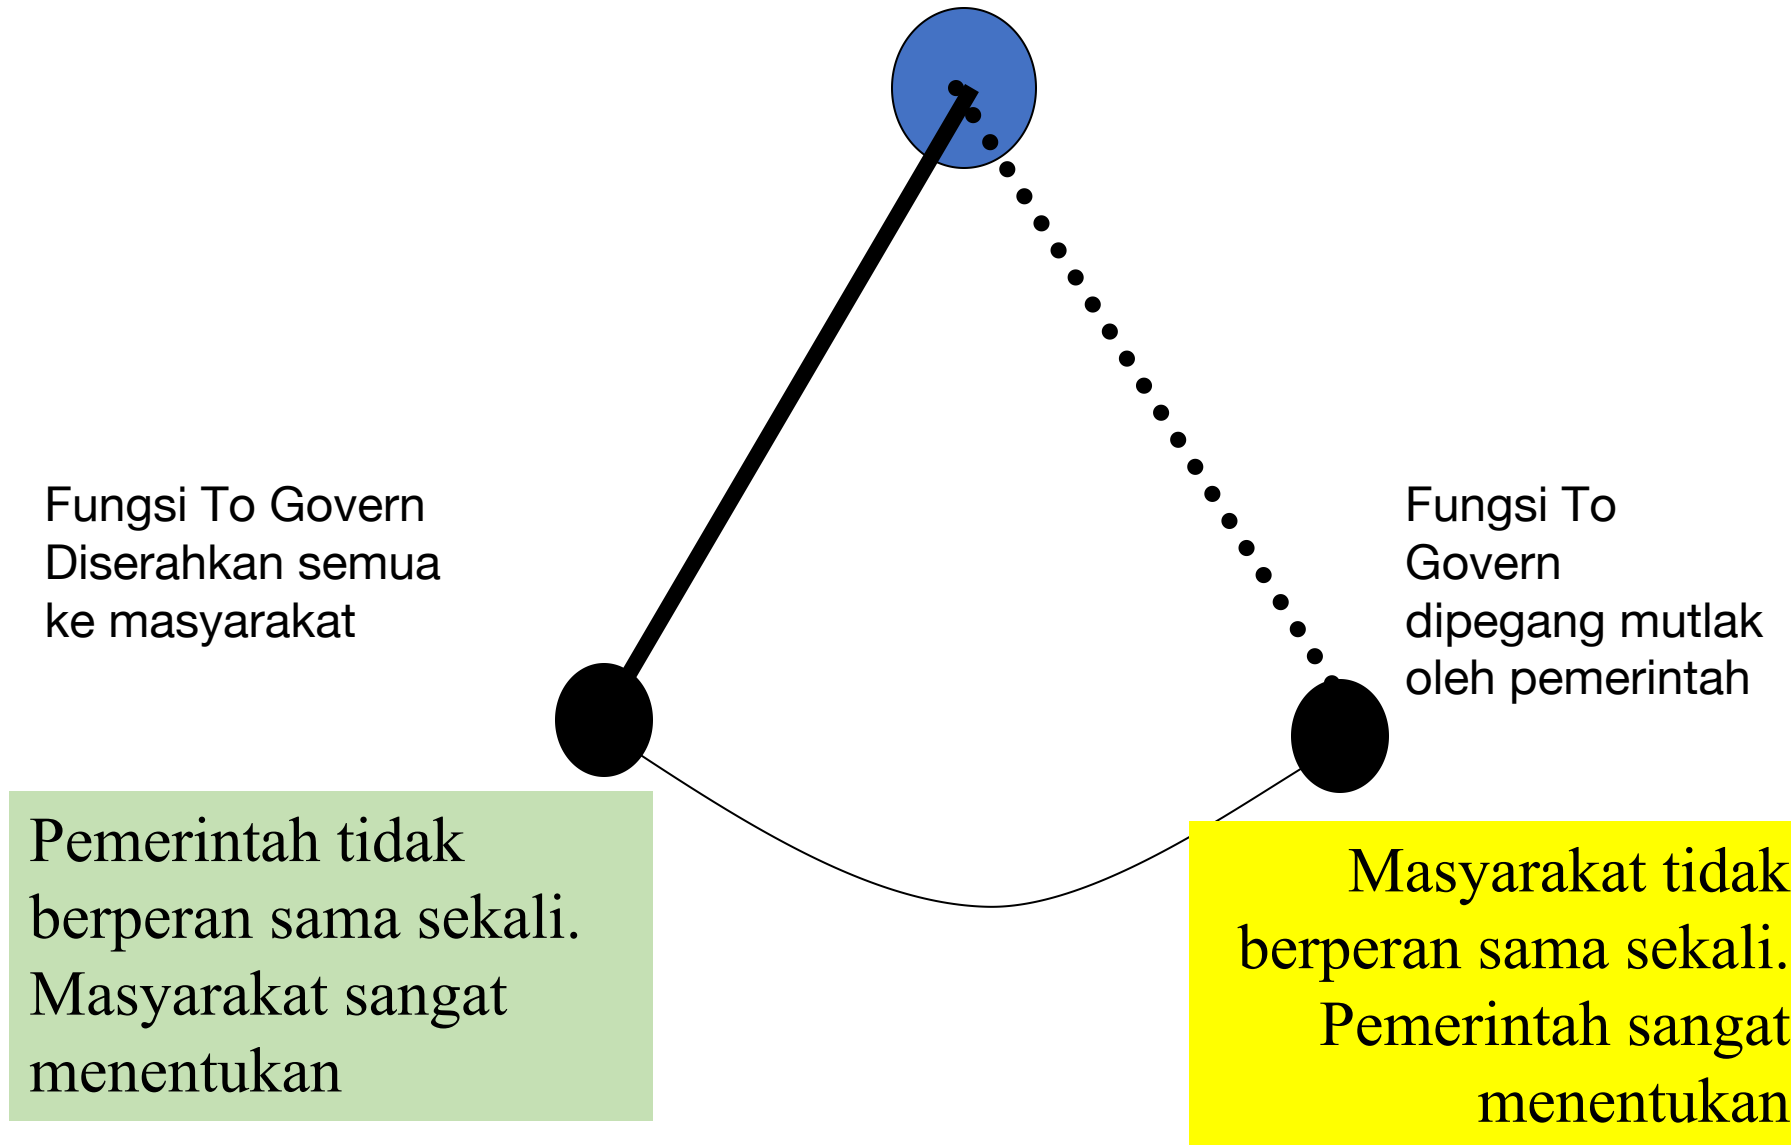 Fungsi To Govern
Diserahkan semua
ke masyarakat
Fungsi To
Govern
dipegang mutlak
oleh pemerintah
Pemerintah tidak
berperan sama sekali.
Masyarakat sangat
menentukan
Masyarakat tidak
berperan sama sekali.
Pemerintah sangat
menentukan